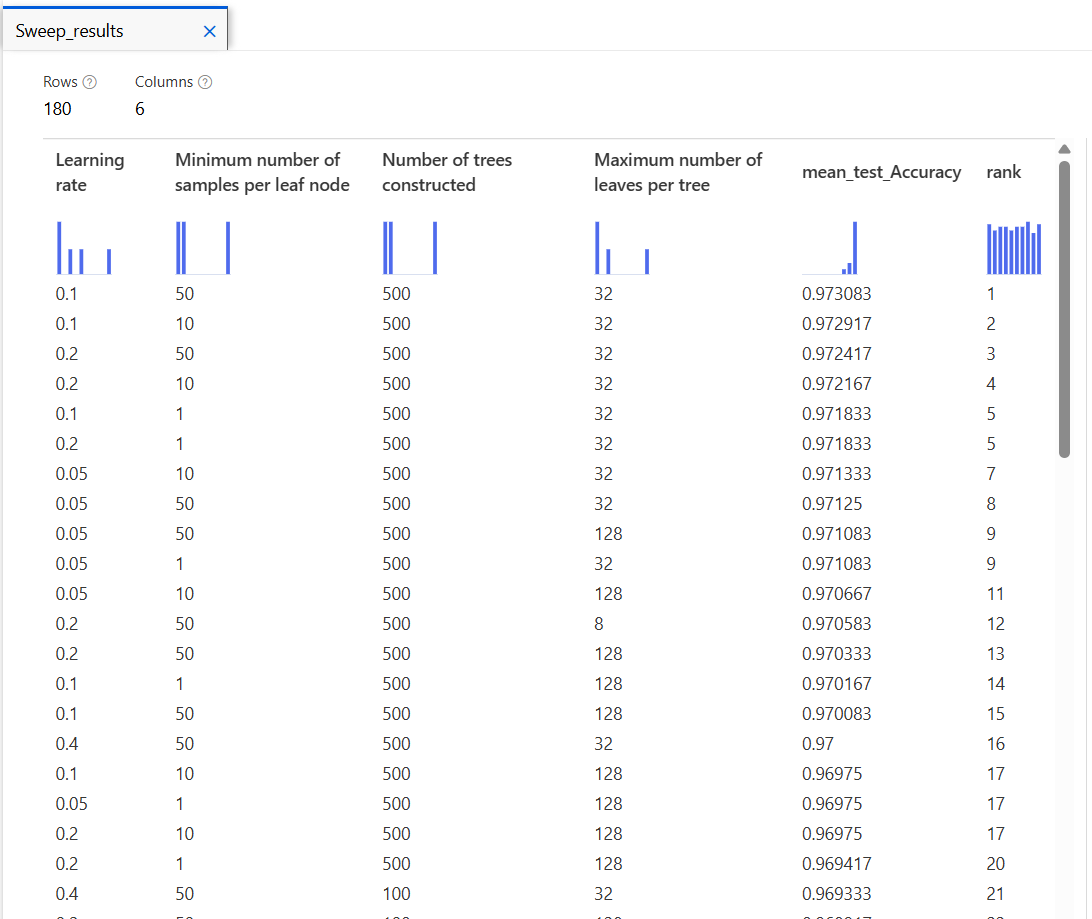 Sweep_results
Rows Columns
180 6
Learning rate Minimum number of samples per leaf node Number of trees constructed Maximum number of leaves per tree mean_test_Accuracy rank
0.1 50 500 32 0.973083 1
0.1 10 500 32 0.972917 2
0.2 50 500 32 0.972417 3
0.2 10 500 32 0.972167 4
0.1 1 500 32 0.971833 5
0.2 1 500 32 0.971833 5
0.05 10 500 32 0.971333 7
0.05 50 500 32 0.97125 8
0.05 50 500 128 0.971083 9
0.05 1 500 32 0.971083 9
0.05 10 500 128 0.970667 11
0.2 50 500 8 0.970583 12
0.2 50 500 128 0.970333 13
0.1 1 500 128 0.970167 14
0.1 50 500 128 0.970083 15
0.4 50 500 32 0.97 16
0.1 10 500 128 0.96975 17
0.05 1 500 128 0.96975 17
0.2 10 500 128 0.96975 17
0.2 1 500 128 0.969417 20
0.4 50 100 32 0.969333 21